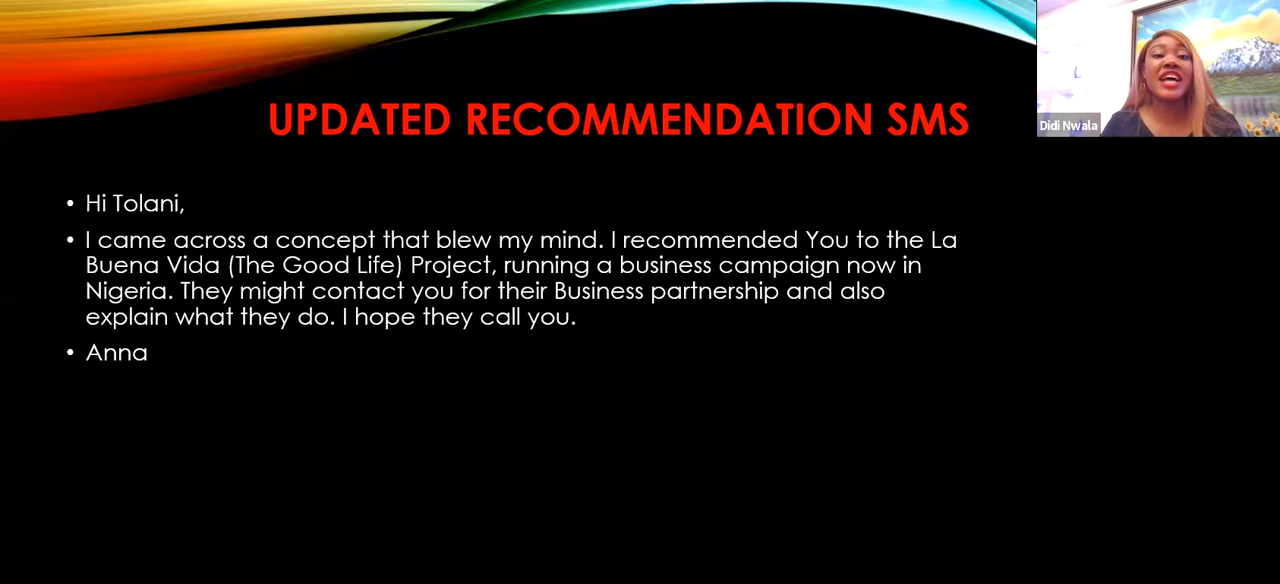 UPDATED RECOMMENDATION SMS
Didi Nwala
• Hi Tolani,
• I came across a concept that blew my mind. I recommended You to the La
Buena Vida (The Good Life) Project, running a business campaign now in
Nigeria. They might contact you for their Business partnership and also
explain what they do. I hope they call you.
• Anna